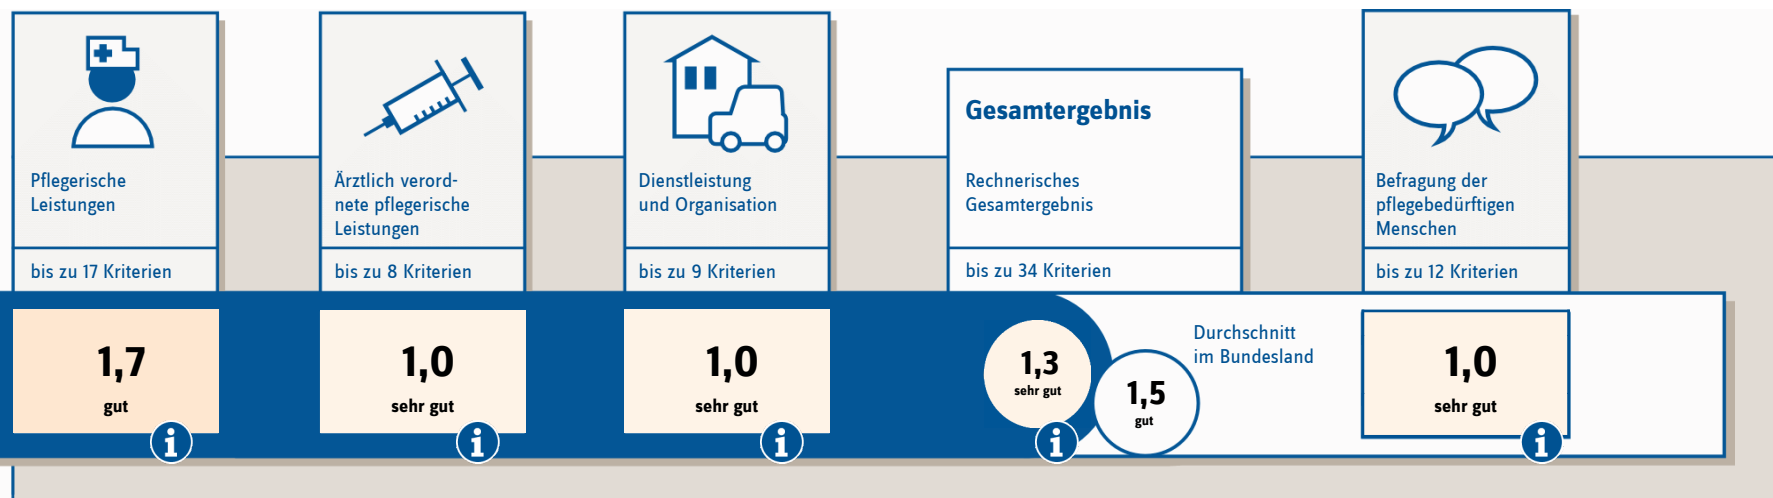 Pflegerische
Leistungen
bis zu 17 Kriterien
1,7
gut
Ärztlich verord-
nete pflegerische
Leistungen
bis zu 8 Kriterien
1,0
sehr gut
Dienstleistung
und Organisation
bis zu 9 Kriterien
1,0
sehr gut
Gesamtergebnis
Rechnerisches
Gesamtergebnis
bis zu 34 Kriterien
1,3
sehr gut
Durchschnitt
im Bundesland
1,5
gut
Befragung der
pflegebedürftigen
Menschen
bis zu 12 Kriterien
1,0
sehr gut